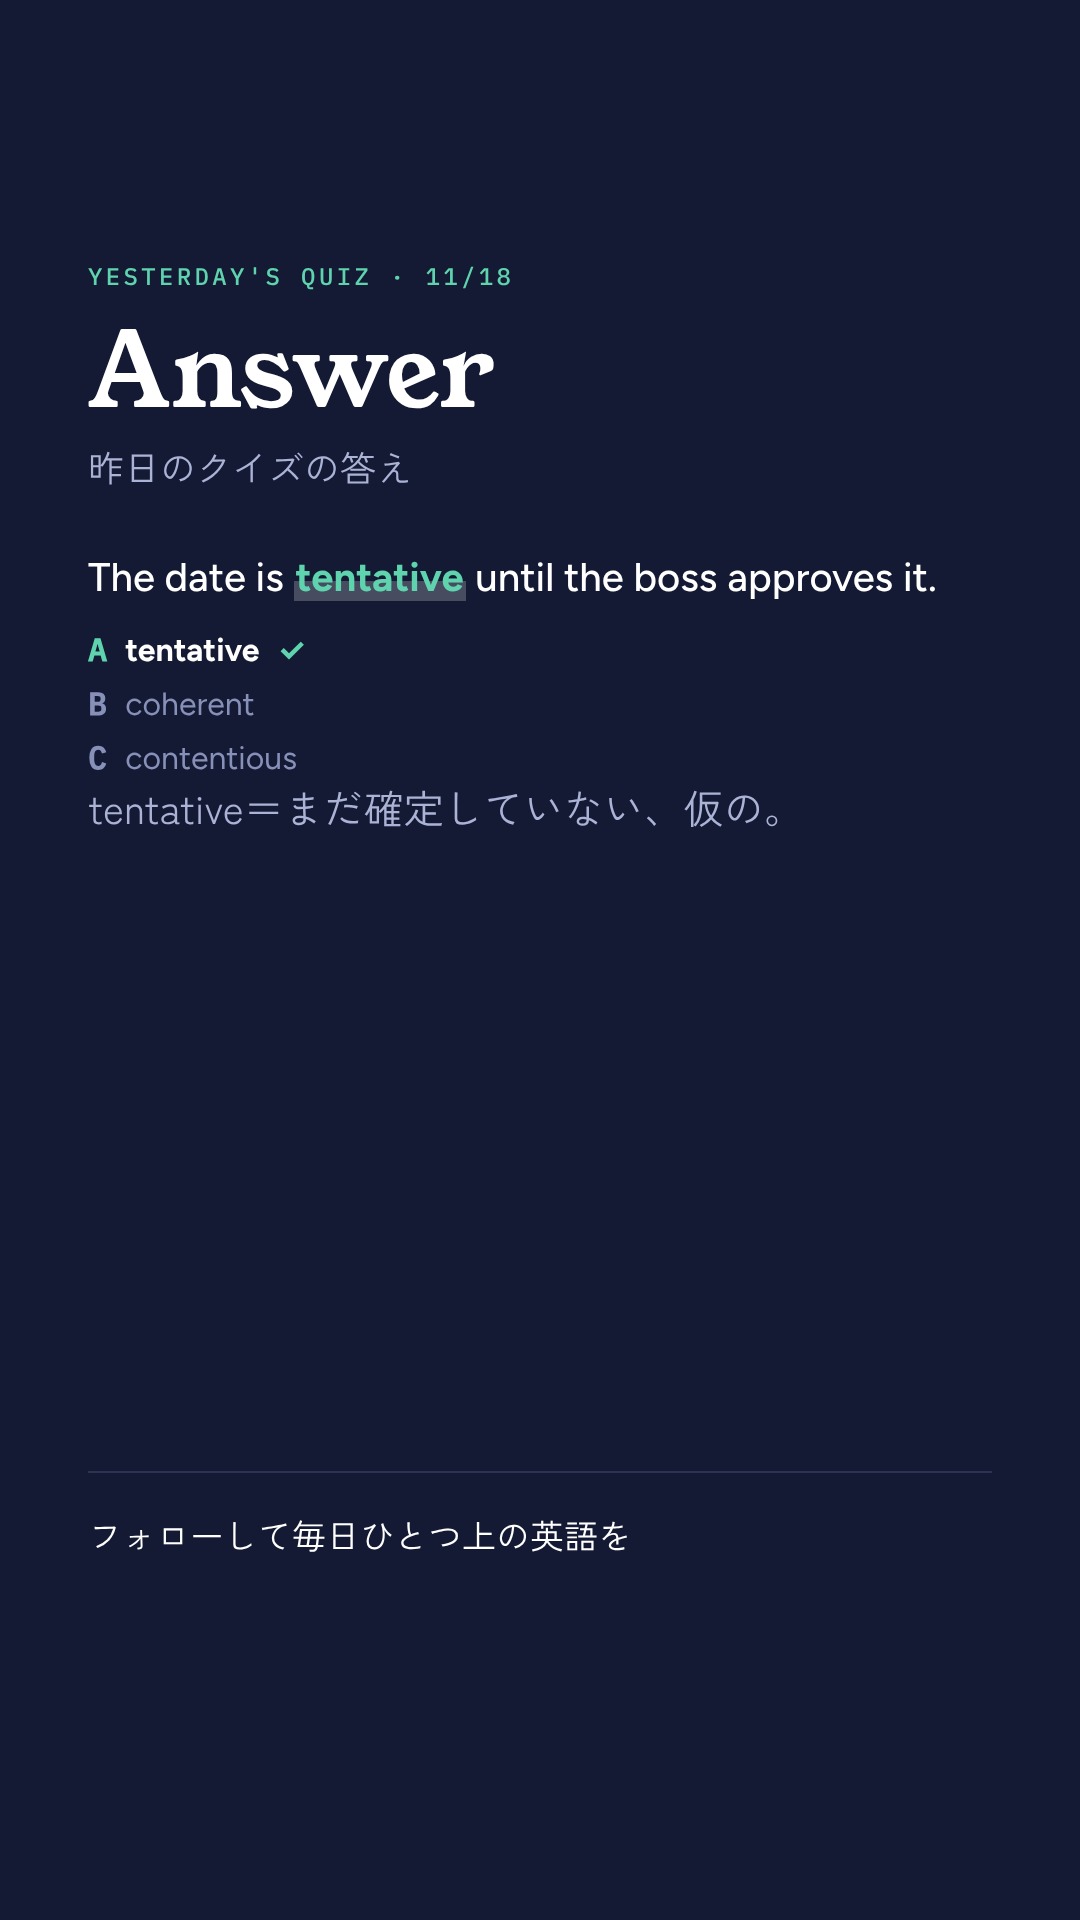 YESTERDAY'S QUIZ · 11/18
Answer
昨日のクイズの答え
The date is tentative until the boss approves it.
A tentative ✓
B coherent
C contentious
tentative＝まだ確定していない、仮の。
フォローして毎日ひとつ上の英語を